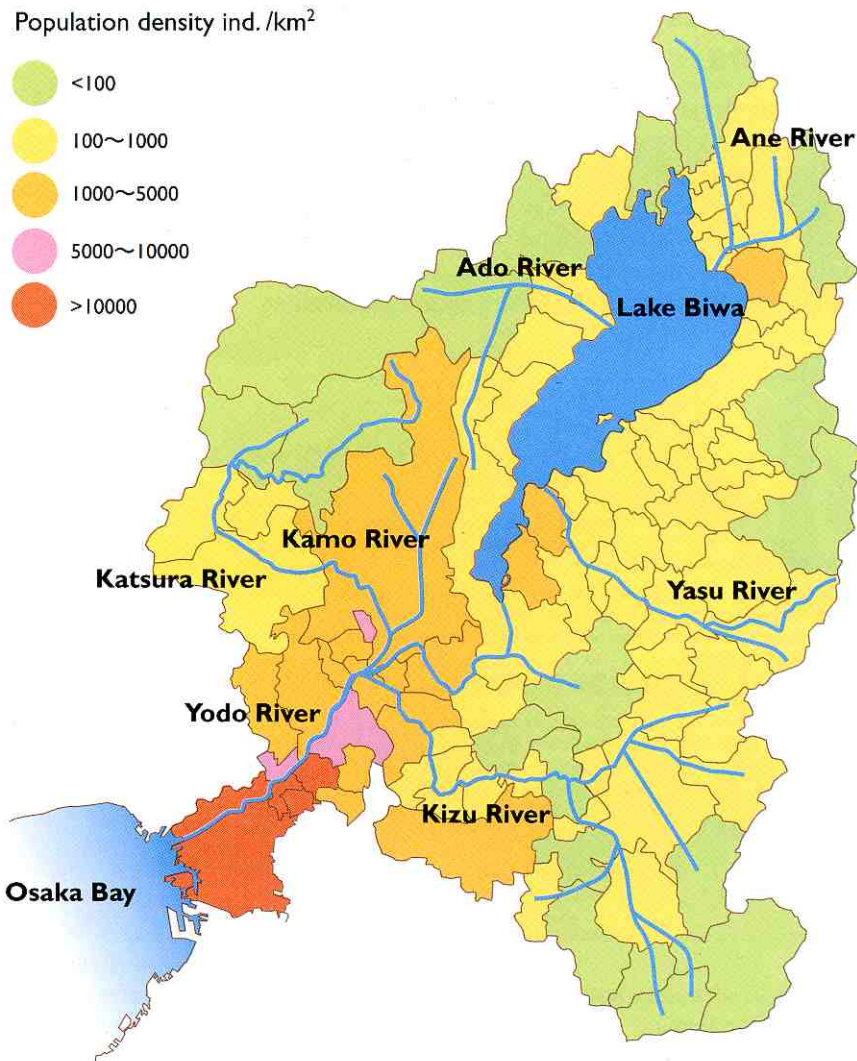 Population density ind. /km²
<100
100～1000
1000～5000
5000～10000
>10000
Ane River
Ado River
Lake Biwa
Kamo River
Katsura River
Yasu River
Yodo River
Kizu River
Osaka Bay